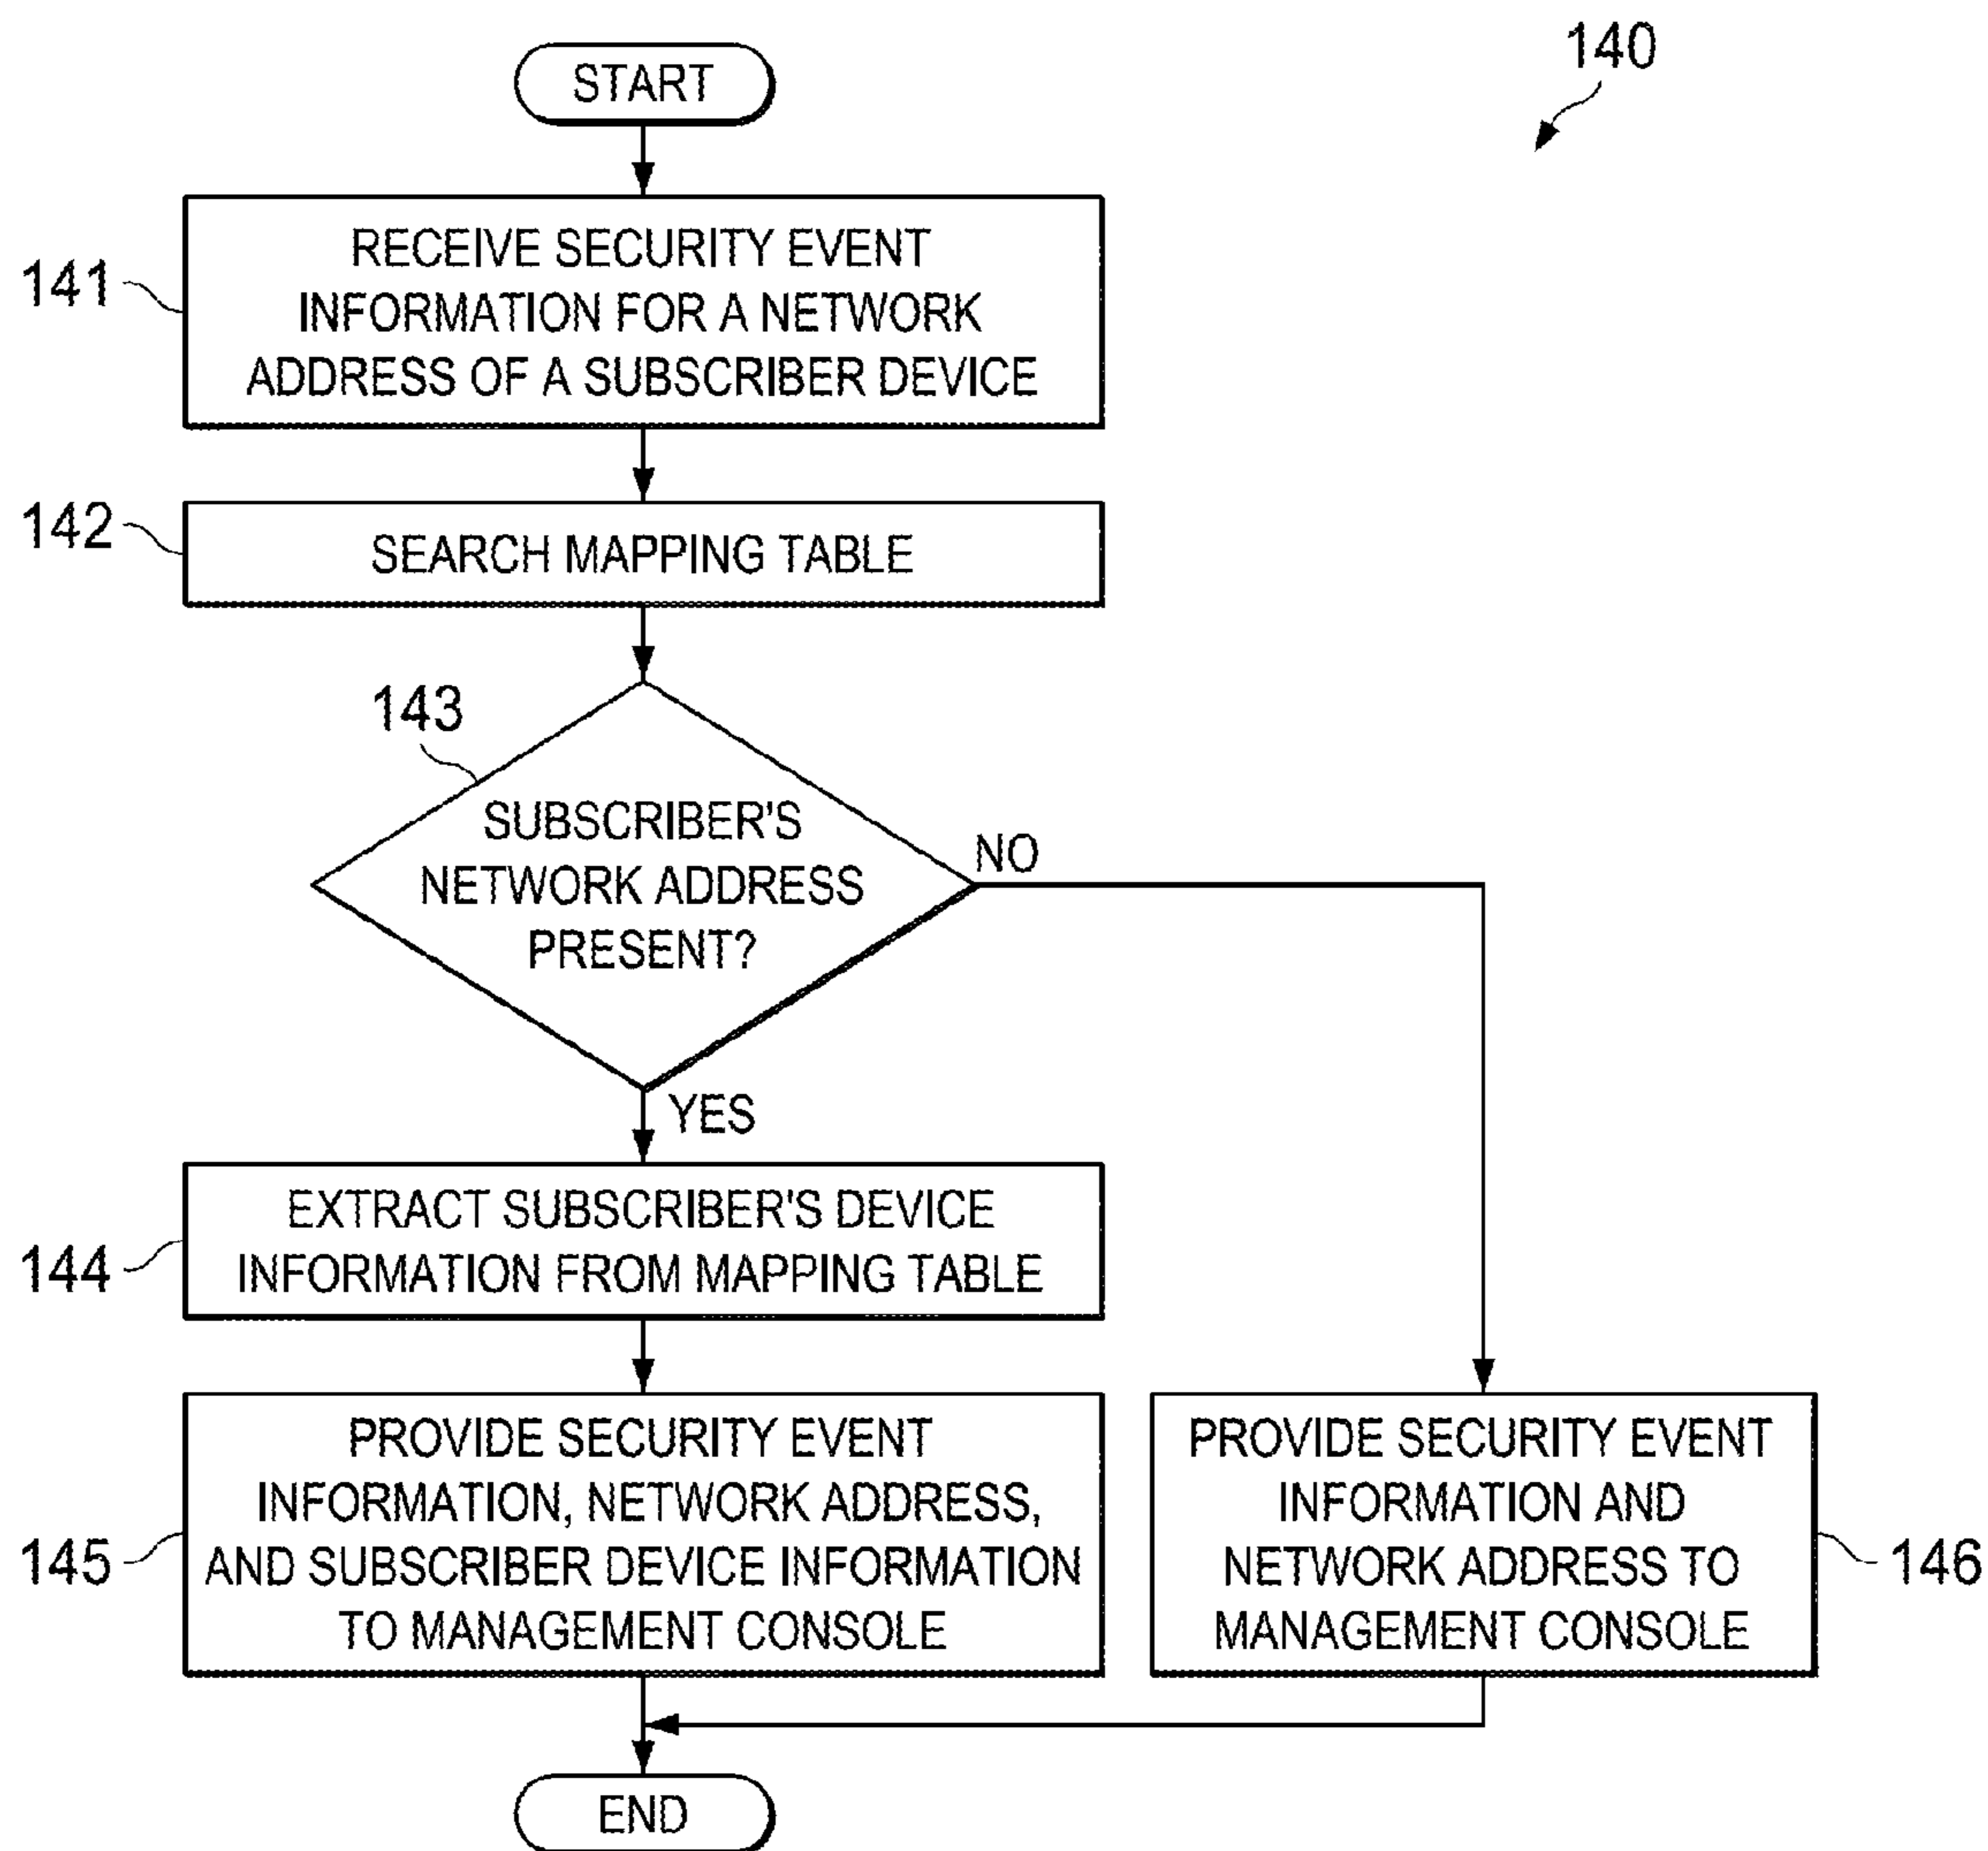 140
START
141
RECEIVE SECURITY EVENT
INFORMATION FOR A NETWORK
ADDRESS OF A SUBSCRIBER DEVICE
142
SEARCH MAPPING TABLE
143
SUBSCRIBER'S
NETWORK ADDRESS
PRESENT?
NO
YES
144
EXTRACT SUBSCRIBER'S DEVICE
INFORMATION FROM MAPPING TABLE
145
PROVIDE SECURITY EVENT
INFORMATION, NETWORK ADDRESS,
AND SUBSCRIBER DEVICE INFORMATION
TO MANAGEMENT CONSOLE
PROVIDE SECURITY EVENT
INFORMATION AND
NETWORK ADDRESS TO
MANAGEMENT CONSOLE
146
END